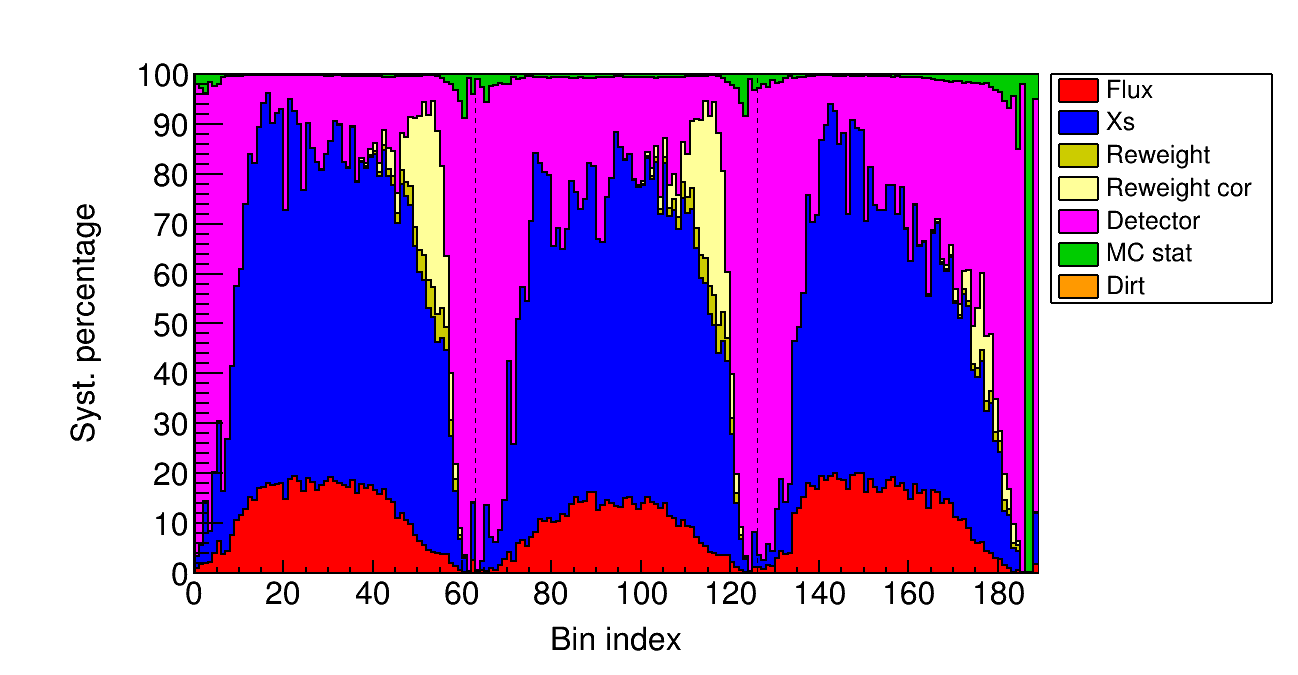 Syst. percentage
100
90
80
70
60
50
40
30
20
10
0
0 20 40 60 80 100 120 140 160 180
Bin index
Flux
Xs
Reweight
Reweight cor
Detector
MC stat
Dirt